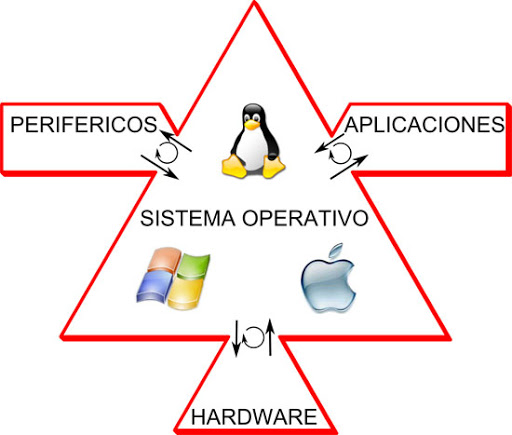 PERIFERICOS
APLICACIONES
SISTEMA OPERATIVO
HARDWARE